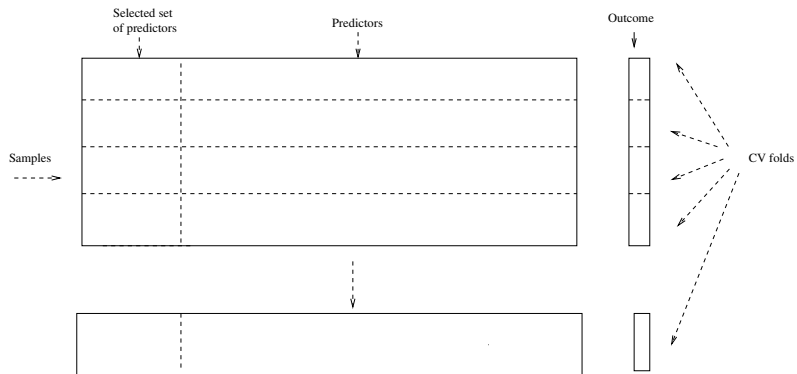 Selected set
of predictors
Predictors
Outcome
Samples
CV folds